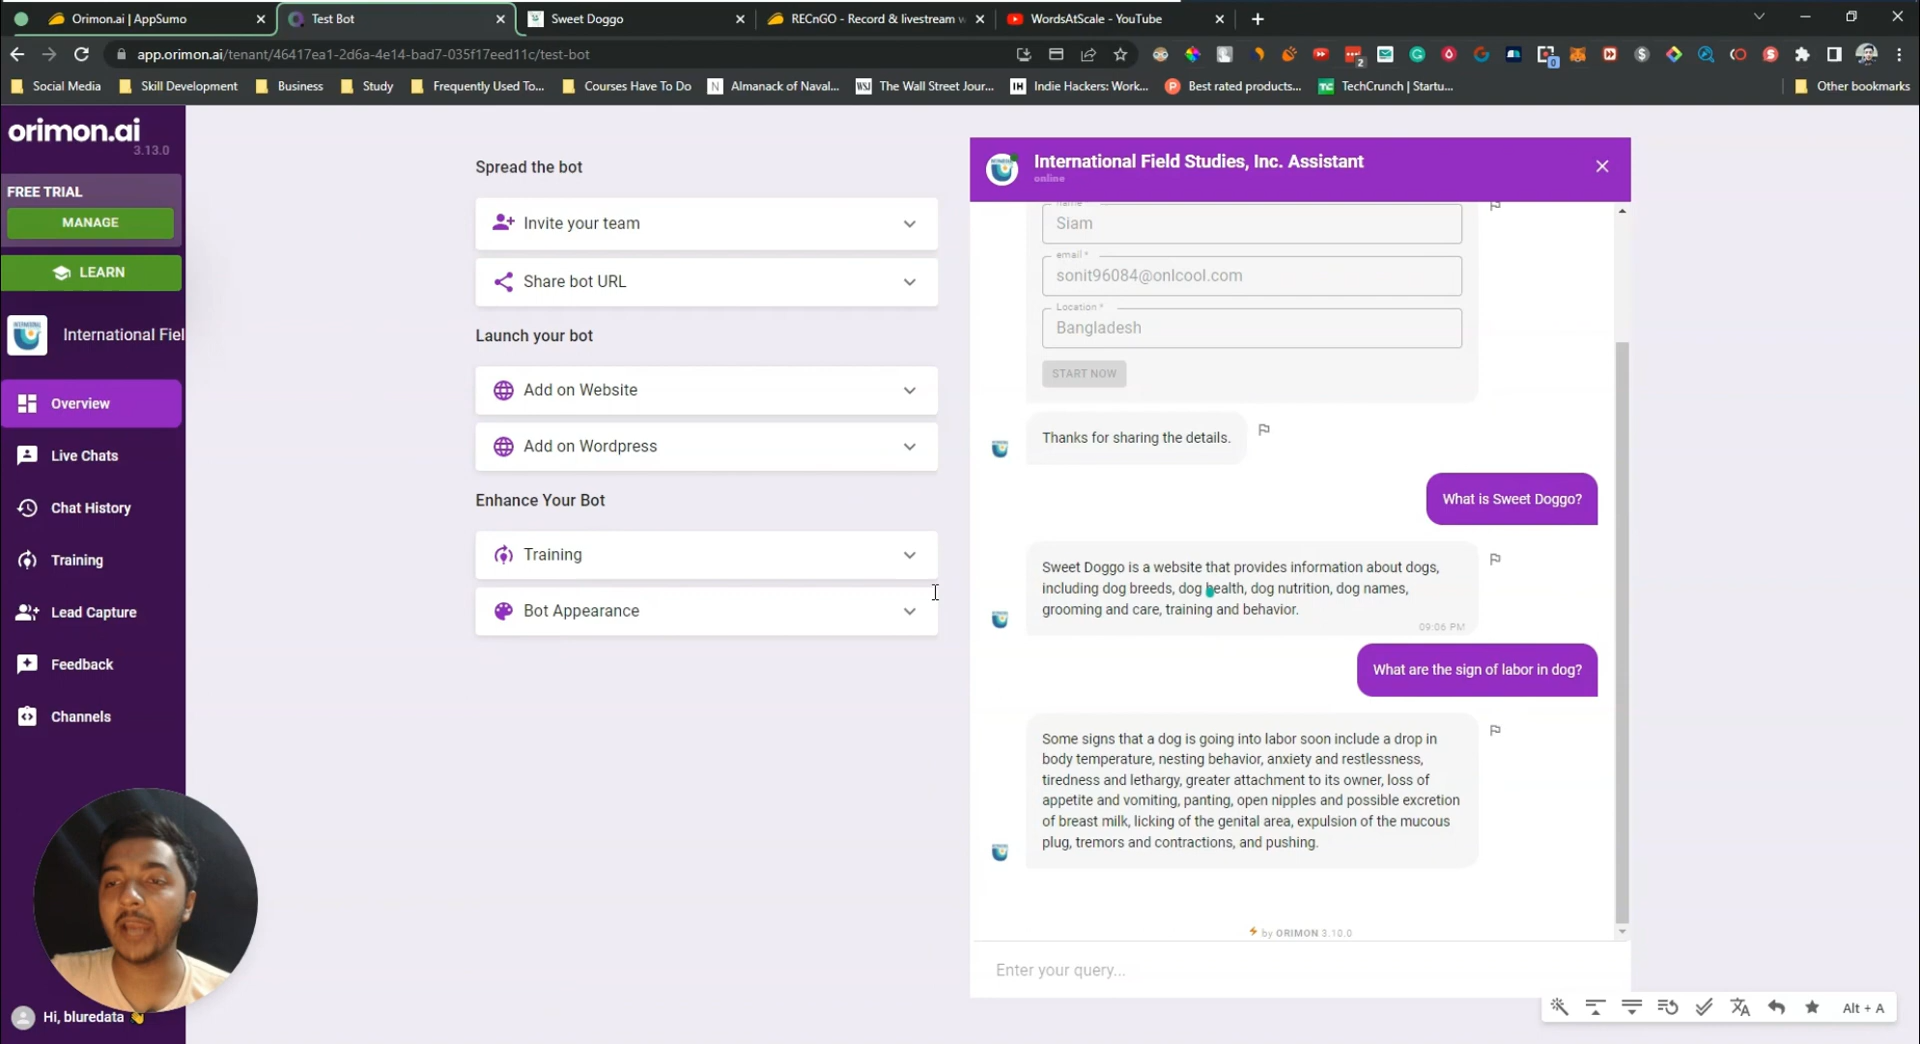 Orimon.ai | AppSumo
Test Bot
Sweet Doggo
RECnGO - Record & livestream
WordsAtScale - YouTube
app.orimon.ai/tenant/46417ea1-2d6a-4e14-bad7-035f17eed11c/test-bot
Social Media
Skill Development
Business
Study
Frequently Used To...
Courses Have To Do
Almanack of Naval...
The Wall Street Jour...
Indie Hackers: Work...
Best rated products...
TechCrunch | Startu...
Other bookmarks
orimon.ai
3.13.0
FREE TRIAL
MANAGE
LEARN
International Fiel
Overview
Live Chats
Chat History
Training
Lead Capture
Feedback
Channels
Hi, bluredata
Spread the bot
Invite your team
Share bot URL
Launch your bot
Add on Website
Add on Wordpress
Enhance Your Bot
Training
Bot Appearance
International Field Studies, Inc. Assistant
online
name
Siam
email *
sonit96084@onlcool.com
Location *
Bangladesh
START NOW
Thanks for sharing the details.
What is Sweet Doggo?
Sweet Doggo is a website that provides information about dogs,
including dog breeds, dog health, dog nutrition, dog names,
grooming and care, training and behavior.
09:06 PM
What are the sign of labor in dog?
Some signs that a dog is going into labor soon include a drop in
body temperature, nesting behavior, anxiety and restlessness,
tiredness and lethargy, greater attachment to its owner, loss of
appetite and vomiting, panting, open nipples and possible excretion
of breast milk, licking of the genital area, expulsion of the mucous
plug, tremors and contractions, and pushing.
by ORIMON 3.10.0
Enter your query...
Alt + A